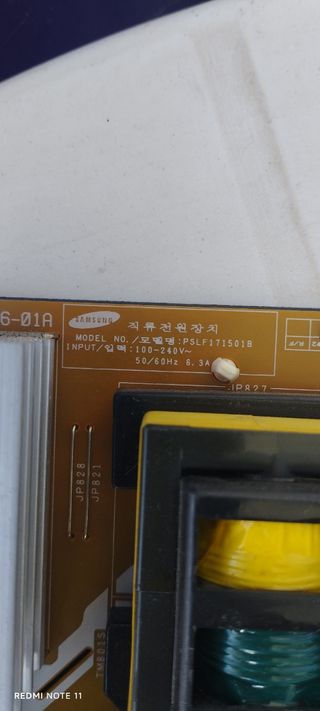 6-01A
SAMSUNG 직류전원장치
MODEL NO./모델명:PSLF171501B
INPUT/입력:100-240V~
50/60Hz 6.3A
JP827
JP828
JP821
TM801S
REDMI NOTE 11